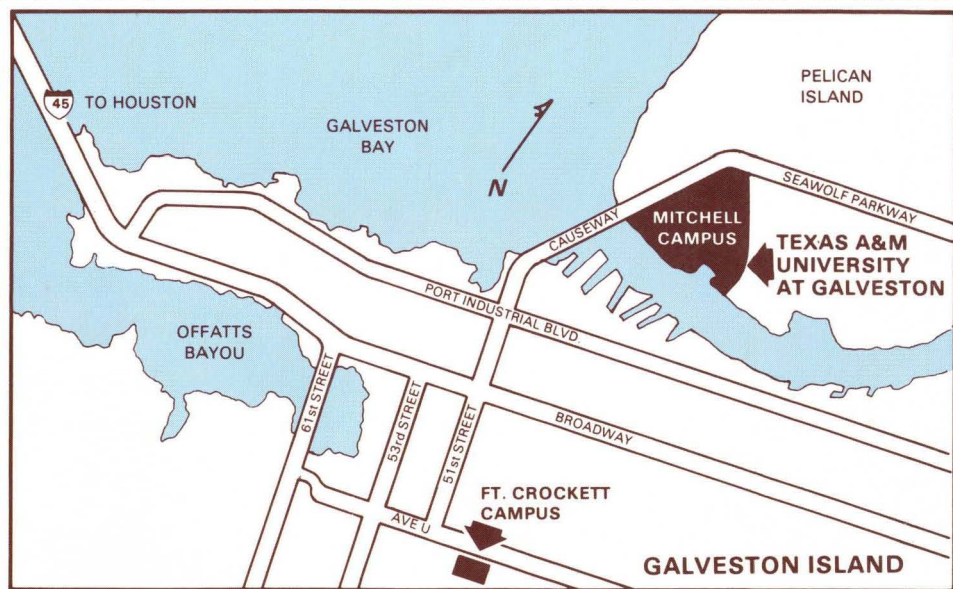 45
TO HOUSTON
GALVESTON
BAY
N
PELICAN
ISLAND
CAUSEWAY
SEAWOLF PARKWAY
MITCHELL
CAMPUS
TEXAS A&M
UNIVERSITY
AT GALVESTON
PORT INDUSTRIAL BLVD.
OFFATTS
BAYOU
61st STREET
53rd STREET
51st STREET
BROADWAY
FT. CROCKETT
CAMPUS
AVE U
GALVESTON ISLAND